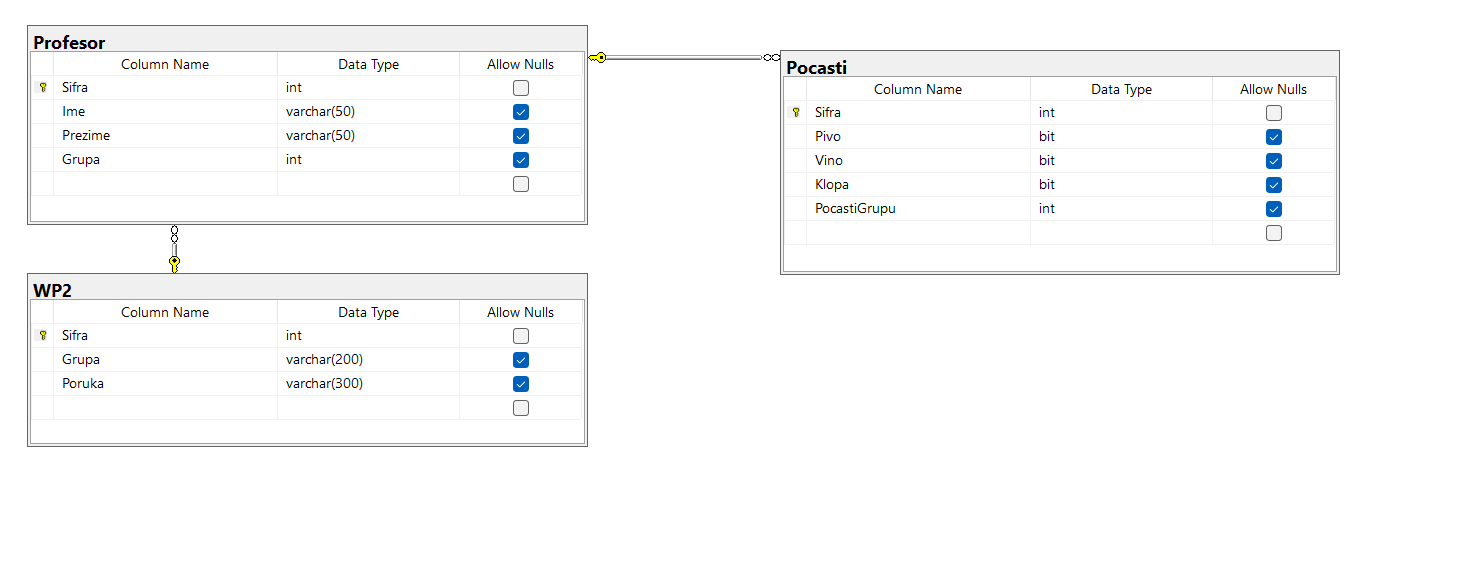 Profesor
Column Name Data Type Allow Nulls
Sifra int
Ime varchar(50)
Prezime varchar(50)
Grupa int
Pocasti
Column Name Data Type Allow Nulls
Sifra int
Pivo bit
Vino bit
Klopa bit
PocastiGrupu int
WP2
Column Name Data Type Allow Nulls
Sifra int
Grupa varchar(200)
Poruka varchar(300)